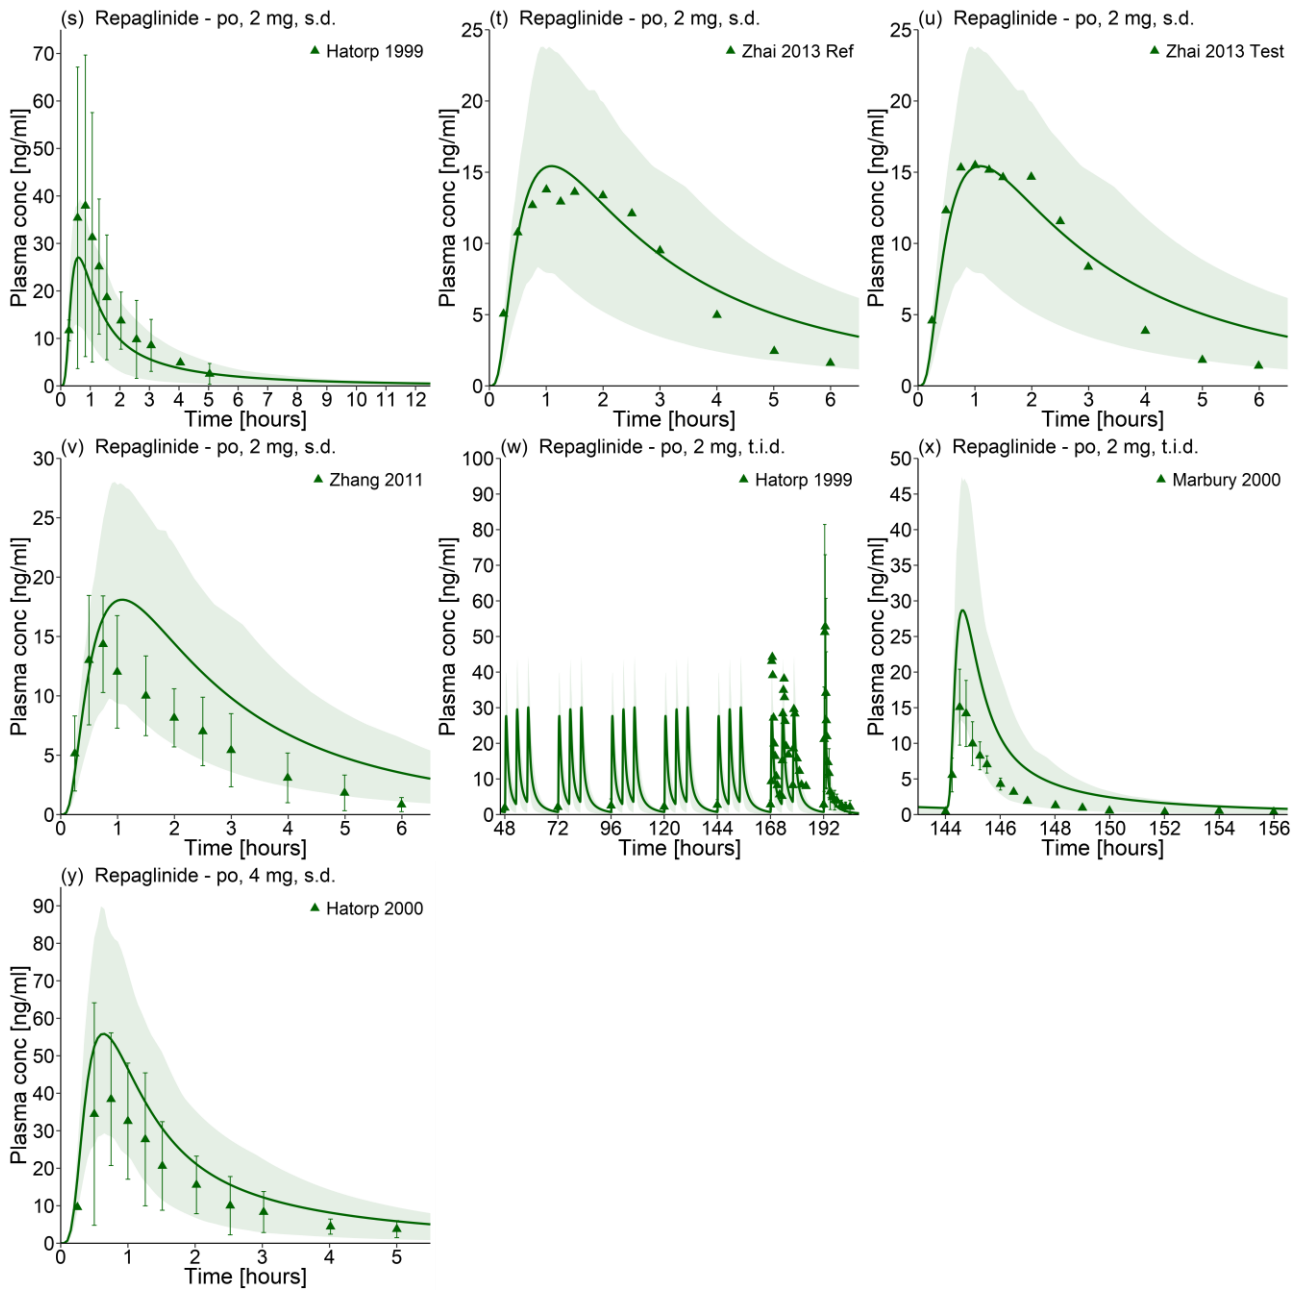 (s) Repaglinide - po, 2 mg, s.d.
Hatorp 1999
Plasma conc [ng/ml]
70
60
50
40
30
20
10
0
0 1 2 3 4 5 6 7 8 9 10 11 12
Time [hours]
(t) Repaglinide - po, 2 mg, s.d.
Zhai 2013 Ref
Plasma conc [ng/ml]
25
20
15
10
5
0
0 1 2 3 4 5 6
Time [hours]
(u) Repaglinide - po, 2 mg, s.d.
Zhai 2013 Test
Plasma conc [ng/ml]
25
20
15
10
5
0
0 1 2 3 4 5 6
Time [hours]
(v) Repaglinide - po, 2 mg, s.d.
Zhang 2011
Plasma conc [ng/ml]
30
25
20
15
10
5
0
0 1 2 3 4 5 6
Time [hours]
(w) Repaglinide - po, 2 mg, t.i.d.
Hatorp 1999
Plasma conc [ng/ml]
100
90
80
70
60
50
40
30
20
10
0
48 72 96 120 144 168 192
Time [hours]
(x) Repaglinide - po, 2 mg, t.i.d.
Marbury 2000
Plasma conc [ng/ml]
50
45
40
35
30
25
20
15
10
5
0
144 146 148 150 152 154 156
Time [hours]
(y) Repaglinide - po, 4 mg, s.d.
Hatorp 2000
Plasma conc [ng/ml]
90
80
70
60
50
40
30
20
10
0
0 1 2 3 4 5
Time [hours]